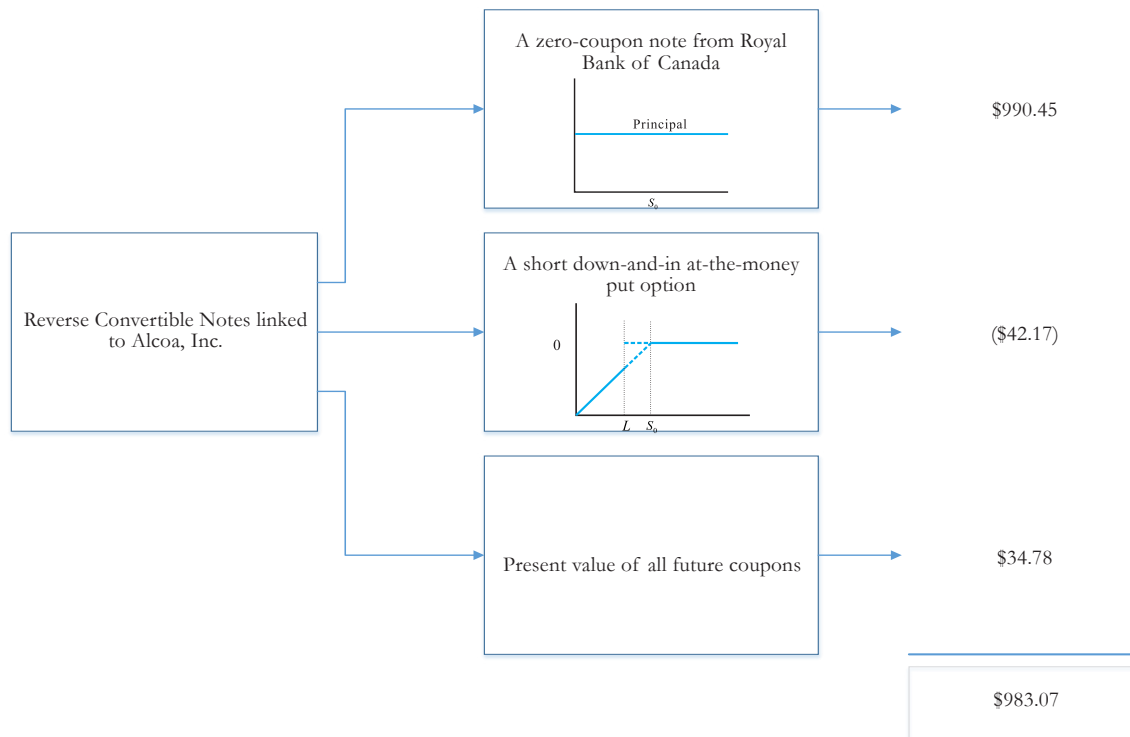 A zero-coupon note from Royal
Bank of Canada
Principal
S₀
$990.45
Reverse Convertible Notes linked
to Alcoa, Inc.
A short down-and-in at-the-money
put option
0
L S₀
($42.17)
Present value of all future coupons
$34.78
$983.07